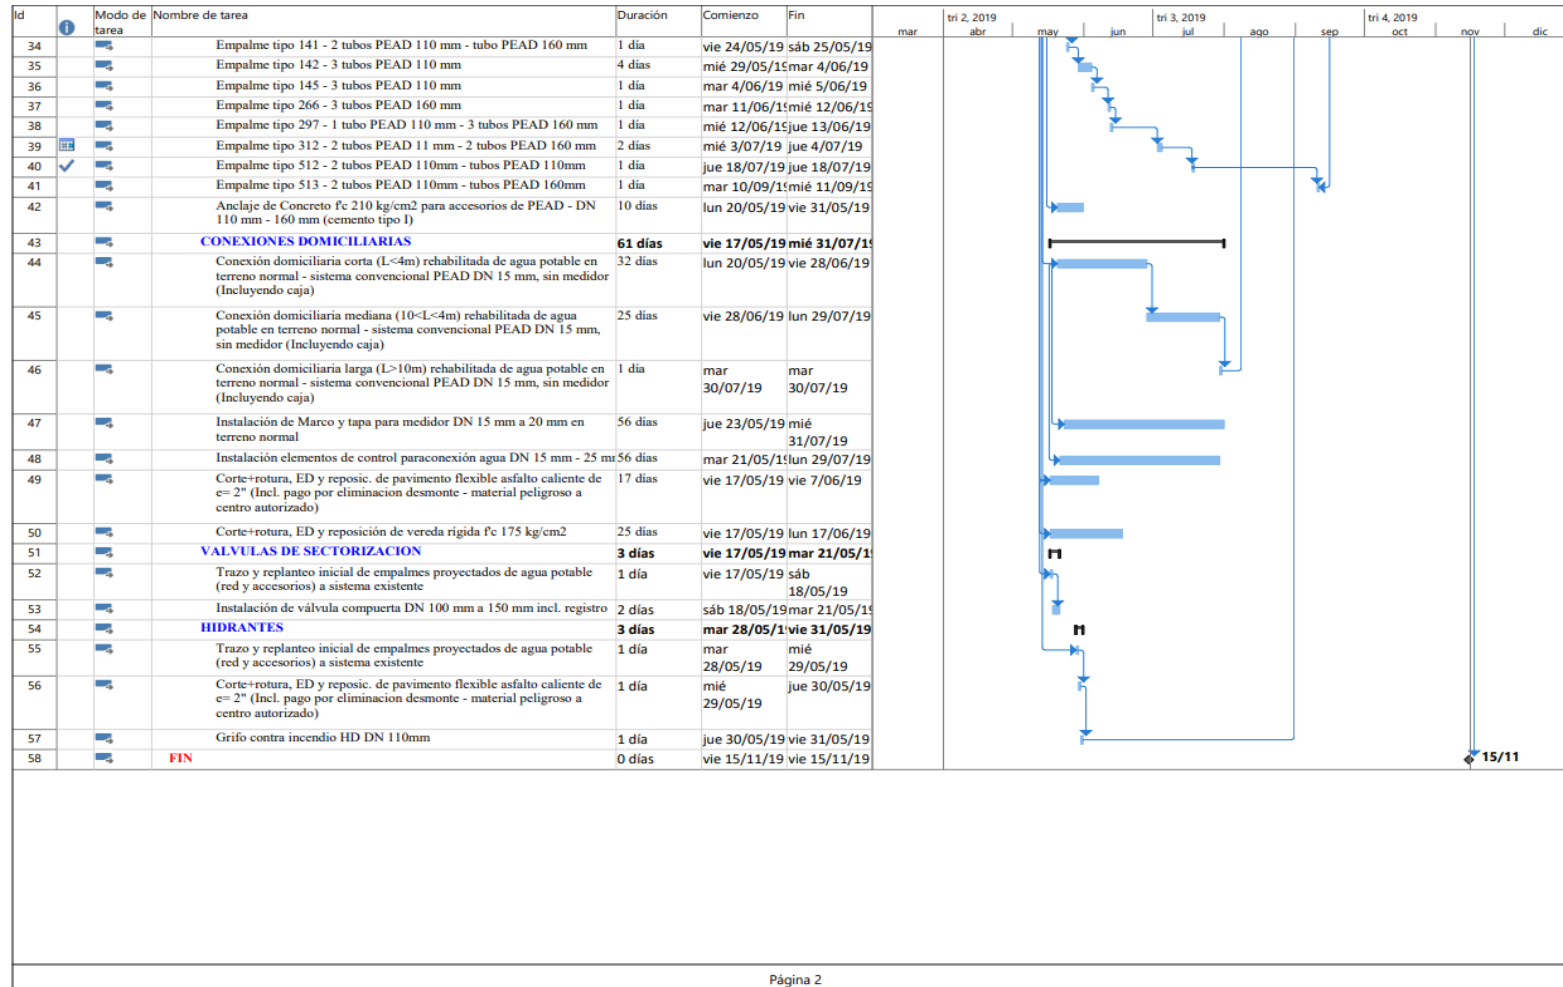 Id Modo de Nombre de tarea Duración Comienzo Fin tri 2, 2019 tri 3, 2019 tri 4, 2019
tarea mar abr may jun jul ago sep oct nov dic
34 Empalme tipo 141 - 2 tubos PEAD 110 mm - tubo PEAD 160 mm 1 día vie 24/05/19 sáb 25/05/19
35 Empalme tipo 142 - 3 tubos PEAD 110 mm 4 días mié 29/05/19 mar 4/06/19
36 Empalme tipo 145 - 3 tubos PEAD 110 mm 1 día mar 4/06/19 mié 5/06/19
37 Empalme tipo 266 - 3 tubos PEAD 160 mm 1 día mar 11/06/19 mié 12/06/19
38 Empalme tipo 297 - 1 tubo PEAD 110 mm - 3 tubos PEAD 160 mm 1 día mié 12/06/19 jue 13/06/19
39 Empalme tipo 312 - 2 tubos PEAD 11 mm - 2 tubos PEAD 160 mm 2 días mié 3/07/19 jue 4/07/19
40 Empalme tipo 512 - 2 tubos PEAD 110mm - tubos PEAD 110mm 1 día jue 18/07/19 jue 18/07/19
41 Empalme tipo 513 - 2 tubos PEAD 110mm - tubos PEAD 160mm 1 día mar 10/09/19 mié 11/09/19
42 Anclaje de Concreto f'c 210 kg/cm2 para accesorios de PEAD - DN 10 días lun 20/05/19 vie 31/05/19
110 mm - 160 mm (cemento tipo I)
43 CONEXIONES DOMICILIARIAS 61 días vie 17/05/19 mié 31/07/19
44 Conexión domiciliaria corta (L<4m) rehabilitada de agua potable en 32 días lun 20/05/19 vie 28/06/19
terreno normal - sistema convencional PEAD DN 15 mm, sin medidor
(Incluyendo caja)
45 Conexión domiciliaria mediana (10<L<4m) rehabilitada de agua 25 días vie 28/06/19 lun 29/07/19
potable en terreno normal - sistema convencional PEAD DN 15 mm,
sin medidor (Incluyendo caja)
46 Conexión domiciliaria larga (L>10m) rehabilitada de agua potable en 1 día mar mar
terreno normal - sistema convencional PEAD DN 15 mm, sin medidor 30/07/19 30/07/19
(Incluyendo caja)
47 Instalación de Marco y tapa para medidor DN 15 mm a 20 mm en 56 días jue 23/05/19 mié
terreno normal 31/07/19
48 Instalación elementos de control paraconexión agua DN 15 mm - 25 mm 56 días mar 21/05/19 lun 29/07/19
49 Corte+rotura, ED y reposic. de pavimento flexible asfalto caliente de 17 días vie 17/05/19 vie 7/06/19
e= 2" (Incl. pago por eliminacion desmonte - material peligroso a
centro autorizado)
50 Corte+rotura, ED y reposición de vereda rígida f'c 175 kg/cm2 25 días vie 17/05/19 lun 17/06/19
51 VALVULAS DE SECTORIZACION 3 días vie 17/05/19 mar 21/05/19
52 Trazo y replanteo inicial de empalmes proyectados de agua potable 1 día vie 17/05/19 sáb
(red y accesorios) a sistema existente 18/05/19
53 Instalación de válvula compuerta DN 100 mm a 150 mm incl. registro 2 días sáb 18/05/19 mar 21/05/19
54 HIDRANTES 3 días mar 28/05/19 vie 31/05/19
55 Trazo y replanteo inicial de empalmes proyectados de agua potable 1 día mar mié
(red y accesorios) a sistema existente 28/05/19 29/05/19
56 Corte+rotura, ED y reposic. de pavimento flexible asfalto caliente de 1 día mié jue 30/05/19
e= 2" (Incl. pago por eliminacion desmonte - material peligroso a 29/05/19
centro autorizado)
57 Grifo contra incendio HD DN 110mm 1 día jue 30/05/19 vie 31/05/19
58 FIN 0 días vie 15/11/19 vie 15/11/19 15/11
Página 2